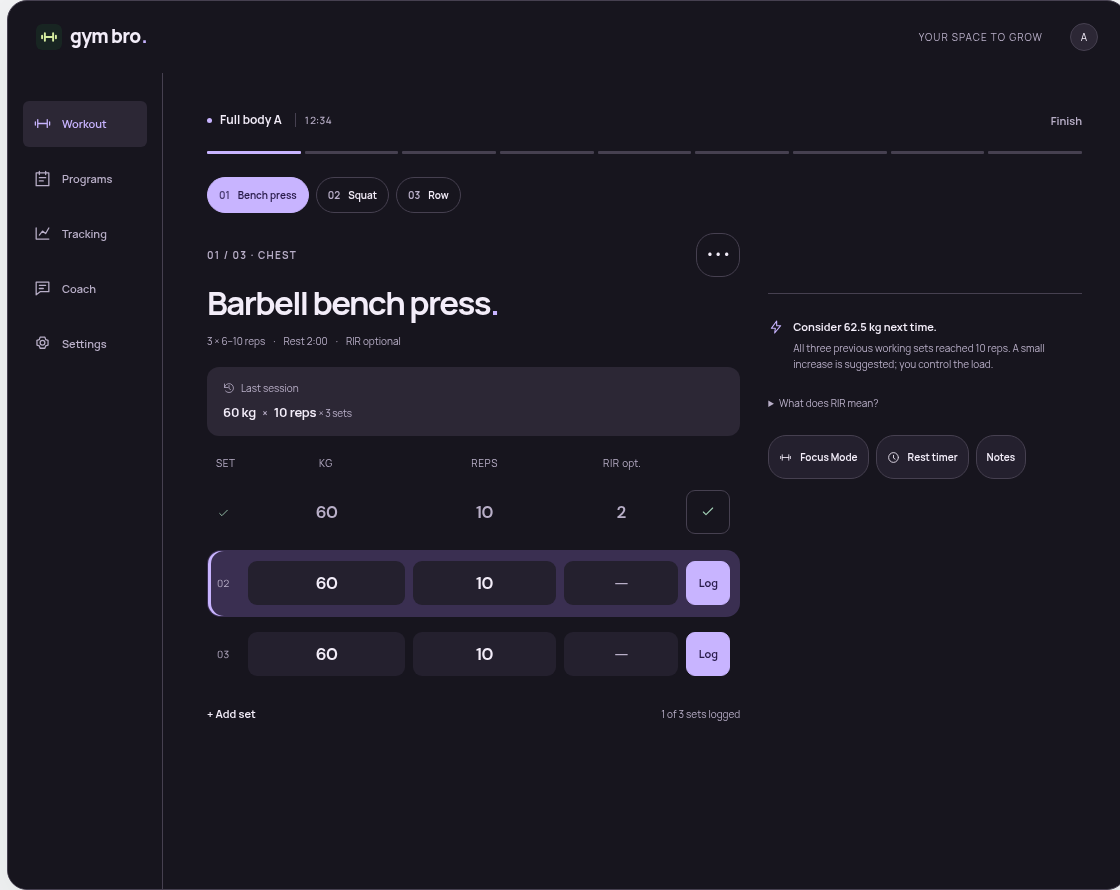 gym bro.
YOUR SPACE TO GROW
A
Workout
Programs
Tracking
Coach
Settings
Full body A
12:34
Finish
01 Bench press
02 Squat
03 Row
01 / 03 · CHEST
Barbell bench press.
3 × 6–10 reps · Rest 2:00 · RIR optional
Last session
60 kg × 10 reps × 3 sets
SET KG REPS RIR opt.
60 10 2
02 60 10 — Log
03 60 10 — Log
+ Add set
1 of 3 sets logged
Consider 62.5 kg next time.
All three previous working sets reached 10 reps. A small
increase is suggested; you control the load.
What does RIR mean?
Focus Mode
Rest timer
Notes